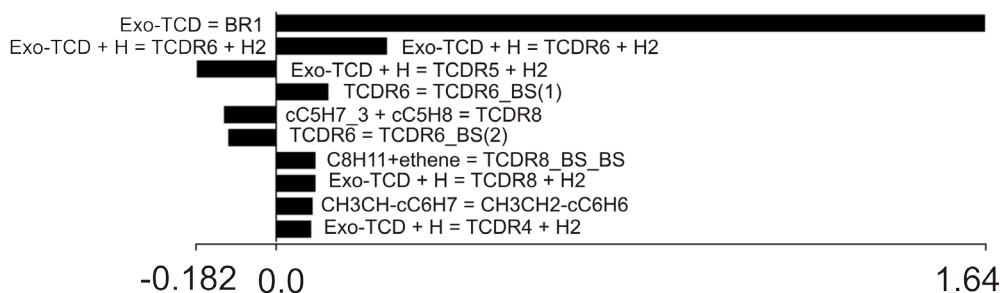 Exo-TCD = BR1
Exo-TCD + H = TCDR6 + H2 Exo-TCD + H = TCDR6 + H2
Exo-TCD + H = TCDR5 + H2
TCDR6 = TCDR6_BS(1)
cC5H7_3 + cC5H8 = TCDR8
TCDR6 = TCDR6_BS(2)
C8H11+ethene = TCDR8_BS_BS
Exo-TCD + H = TCDR8 + H2
CH3CH-cC6H7 = CH3CH2-cC6H6
Exo-TCD + H = TCDR4 + H2
-0.182 0.0 1.64